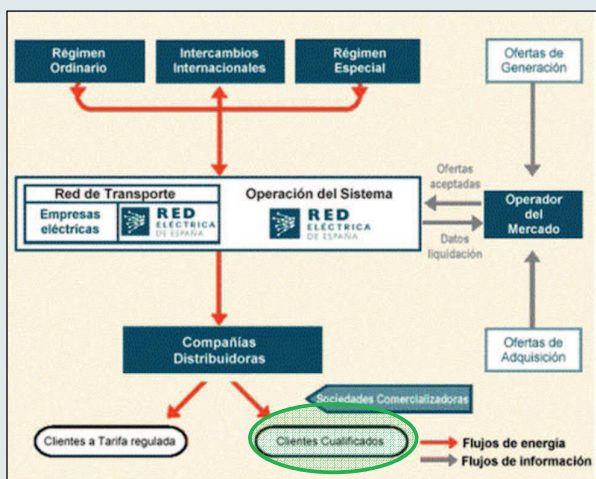 Régimen
Ordinario
Intercambios
Internacionales
Régimen
Especial
Ofertas de
Generación
Red de Transporte
Empresas
eléctricas
RED
ELÉCTRICA
DE ESPAÑA
Operación del Sistema
RED
ELÉCTRICA
DE ESPAÑA
Ofertas
aceptadas
Datos
liquidación
Operador
del
Mercado
Compañías
Distribuidoras
Ofertas de
Adquisición
Sociedades Comercializadoras
Clientes a Tarifa regulada
Clientes Cualificados
Flujos de energía
Flujos de información